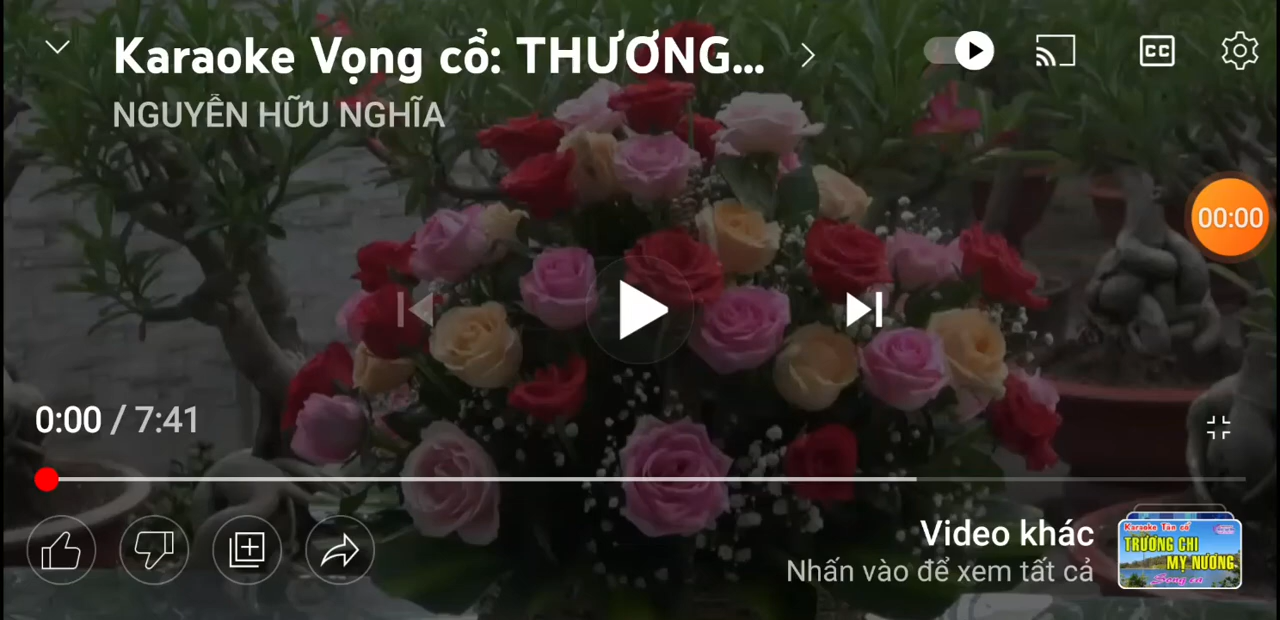 Karaoke Vọng cổ: THƯƠNG...
NGUYỄN HỮU NGHĨA
CC
00:00
0:00 / 7:41
Video khác
Nhấn vào để xem tất cả
Karaoke Tân cổ
TRƯƠNG CHI
MỴ NƯƠNG
Song ca